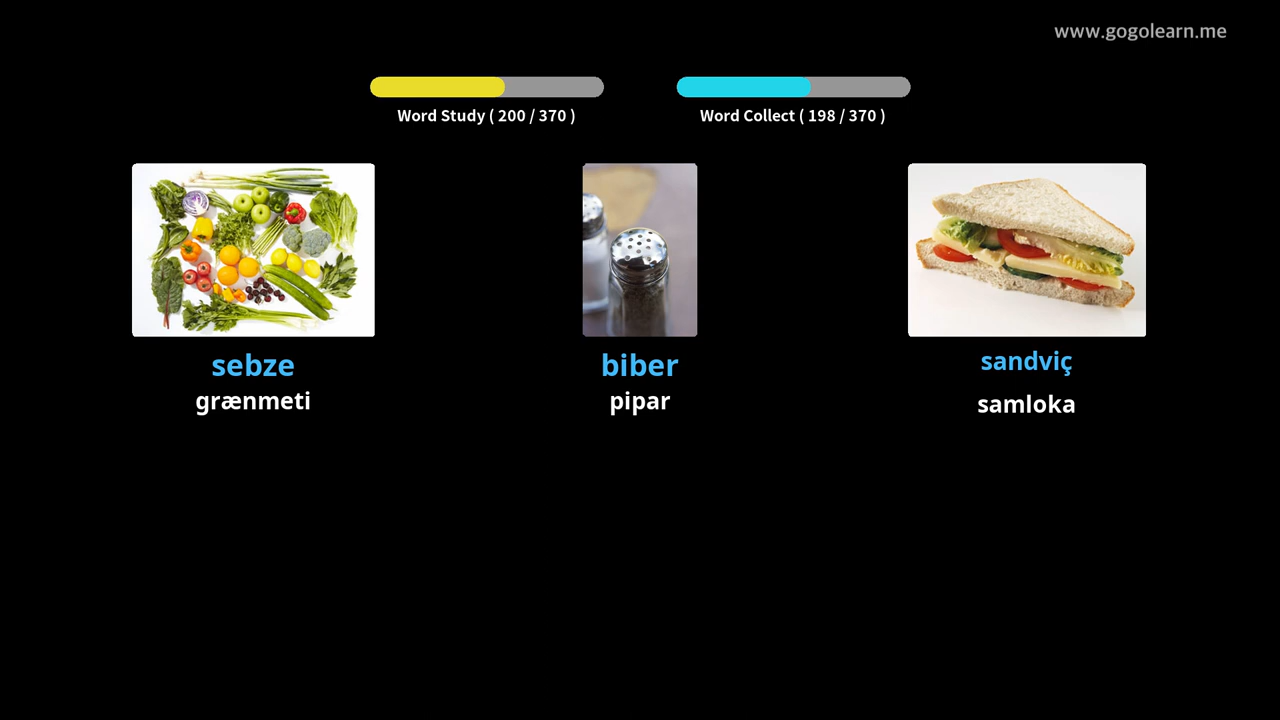 www.gogolearn.me
Word Study ( 200 / 370 )
Word Collect ( 198 / 370 )
sebze
grænmeti
biber
pipar
sandviç
samloka